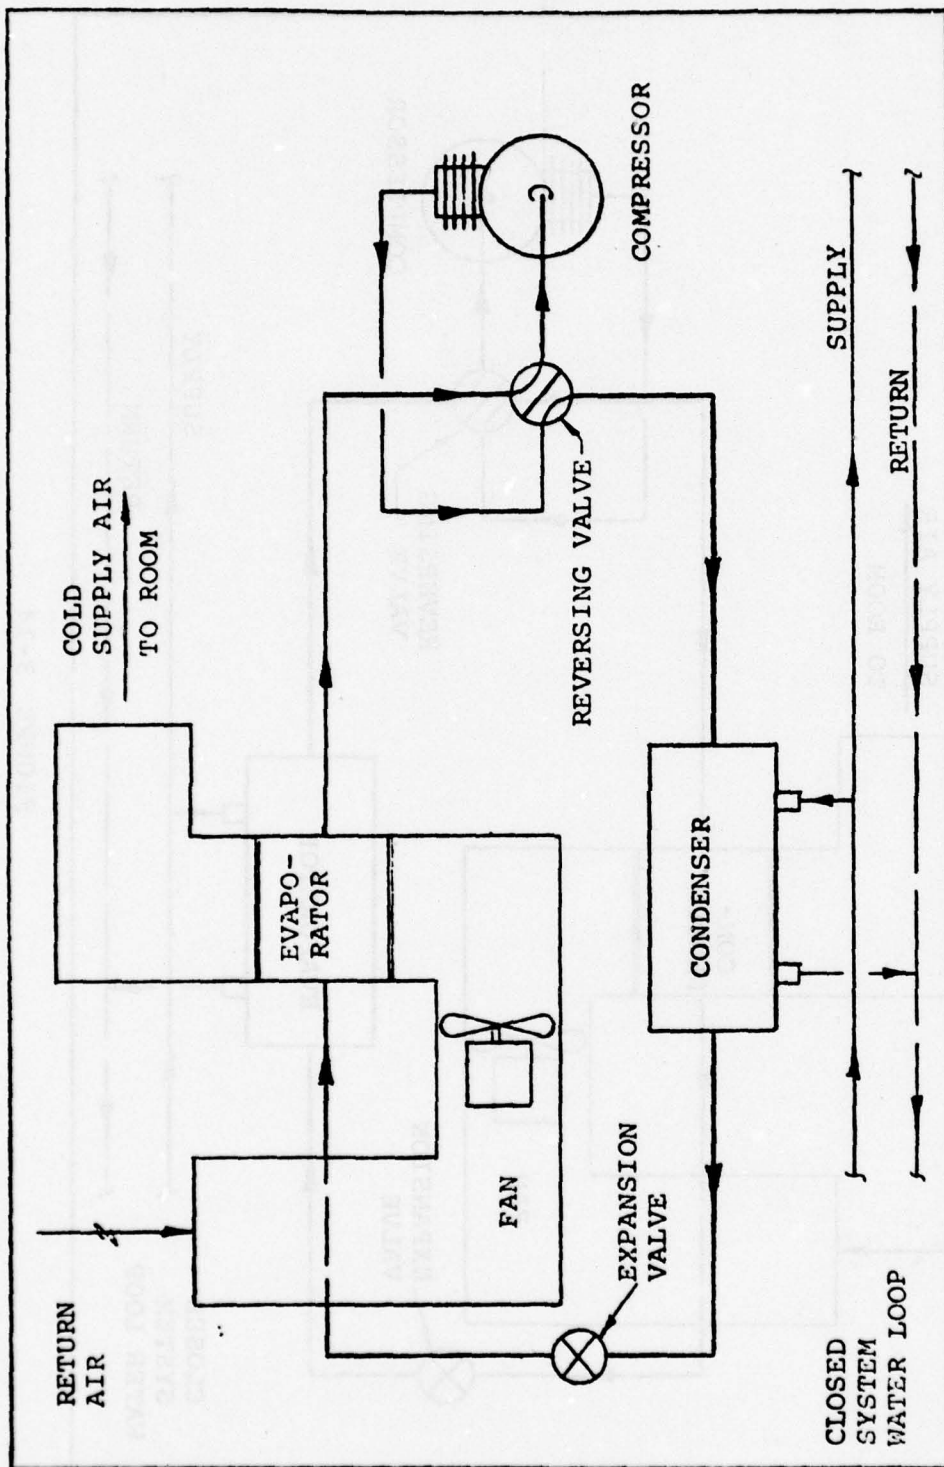 RETURN
AIR
COLD
SUPPLY AIR
TO ROOM
EVAPO-
RATOR
FAN
COMPRESSOR
REVERSING VALVE
EXPANSION
VALVE
CONDENSER
SUPPLY
RETURN
CLOSED
SYSTEM
WATER LOOP